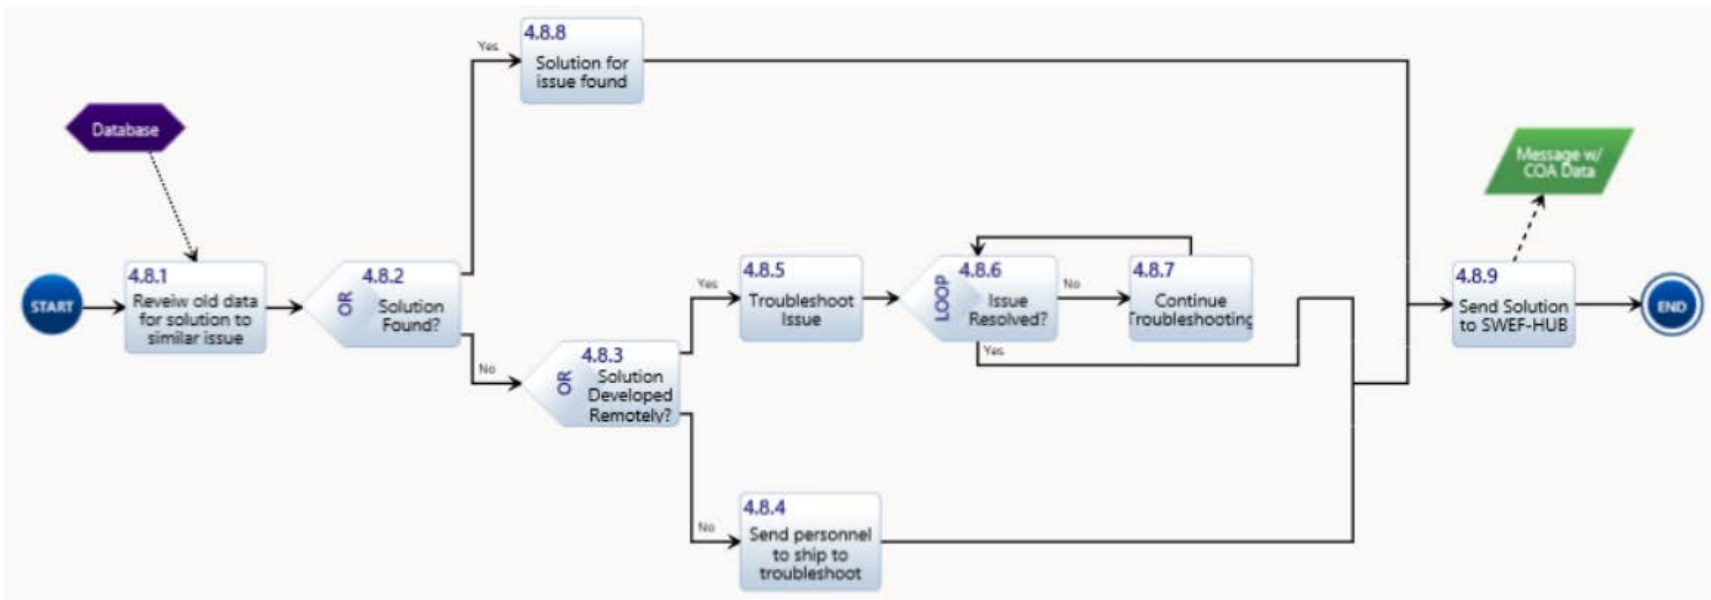 4.8.8
Yes
Solution for
issue found
Database
Message w/
COA Data
START
4.8.1
Reveiw old data
for solution to
similar issue
OR
4.8.2
Solution
Found?
No
OR
4.8.3
Solution
Developed
Remotely?
Yes
4.8.5
Troubleshoot
Issue
LOOP
4.8.6
Issue
Resolved?
No
Yes
4.8.7
Continue
Troubleshooting
4.8.9
Send Solution
to SWEF-HUB
END
No
4.8.4
Send personnel
to ship to
troubleshoot